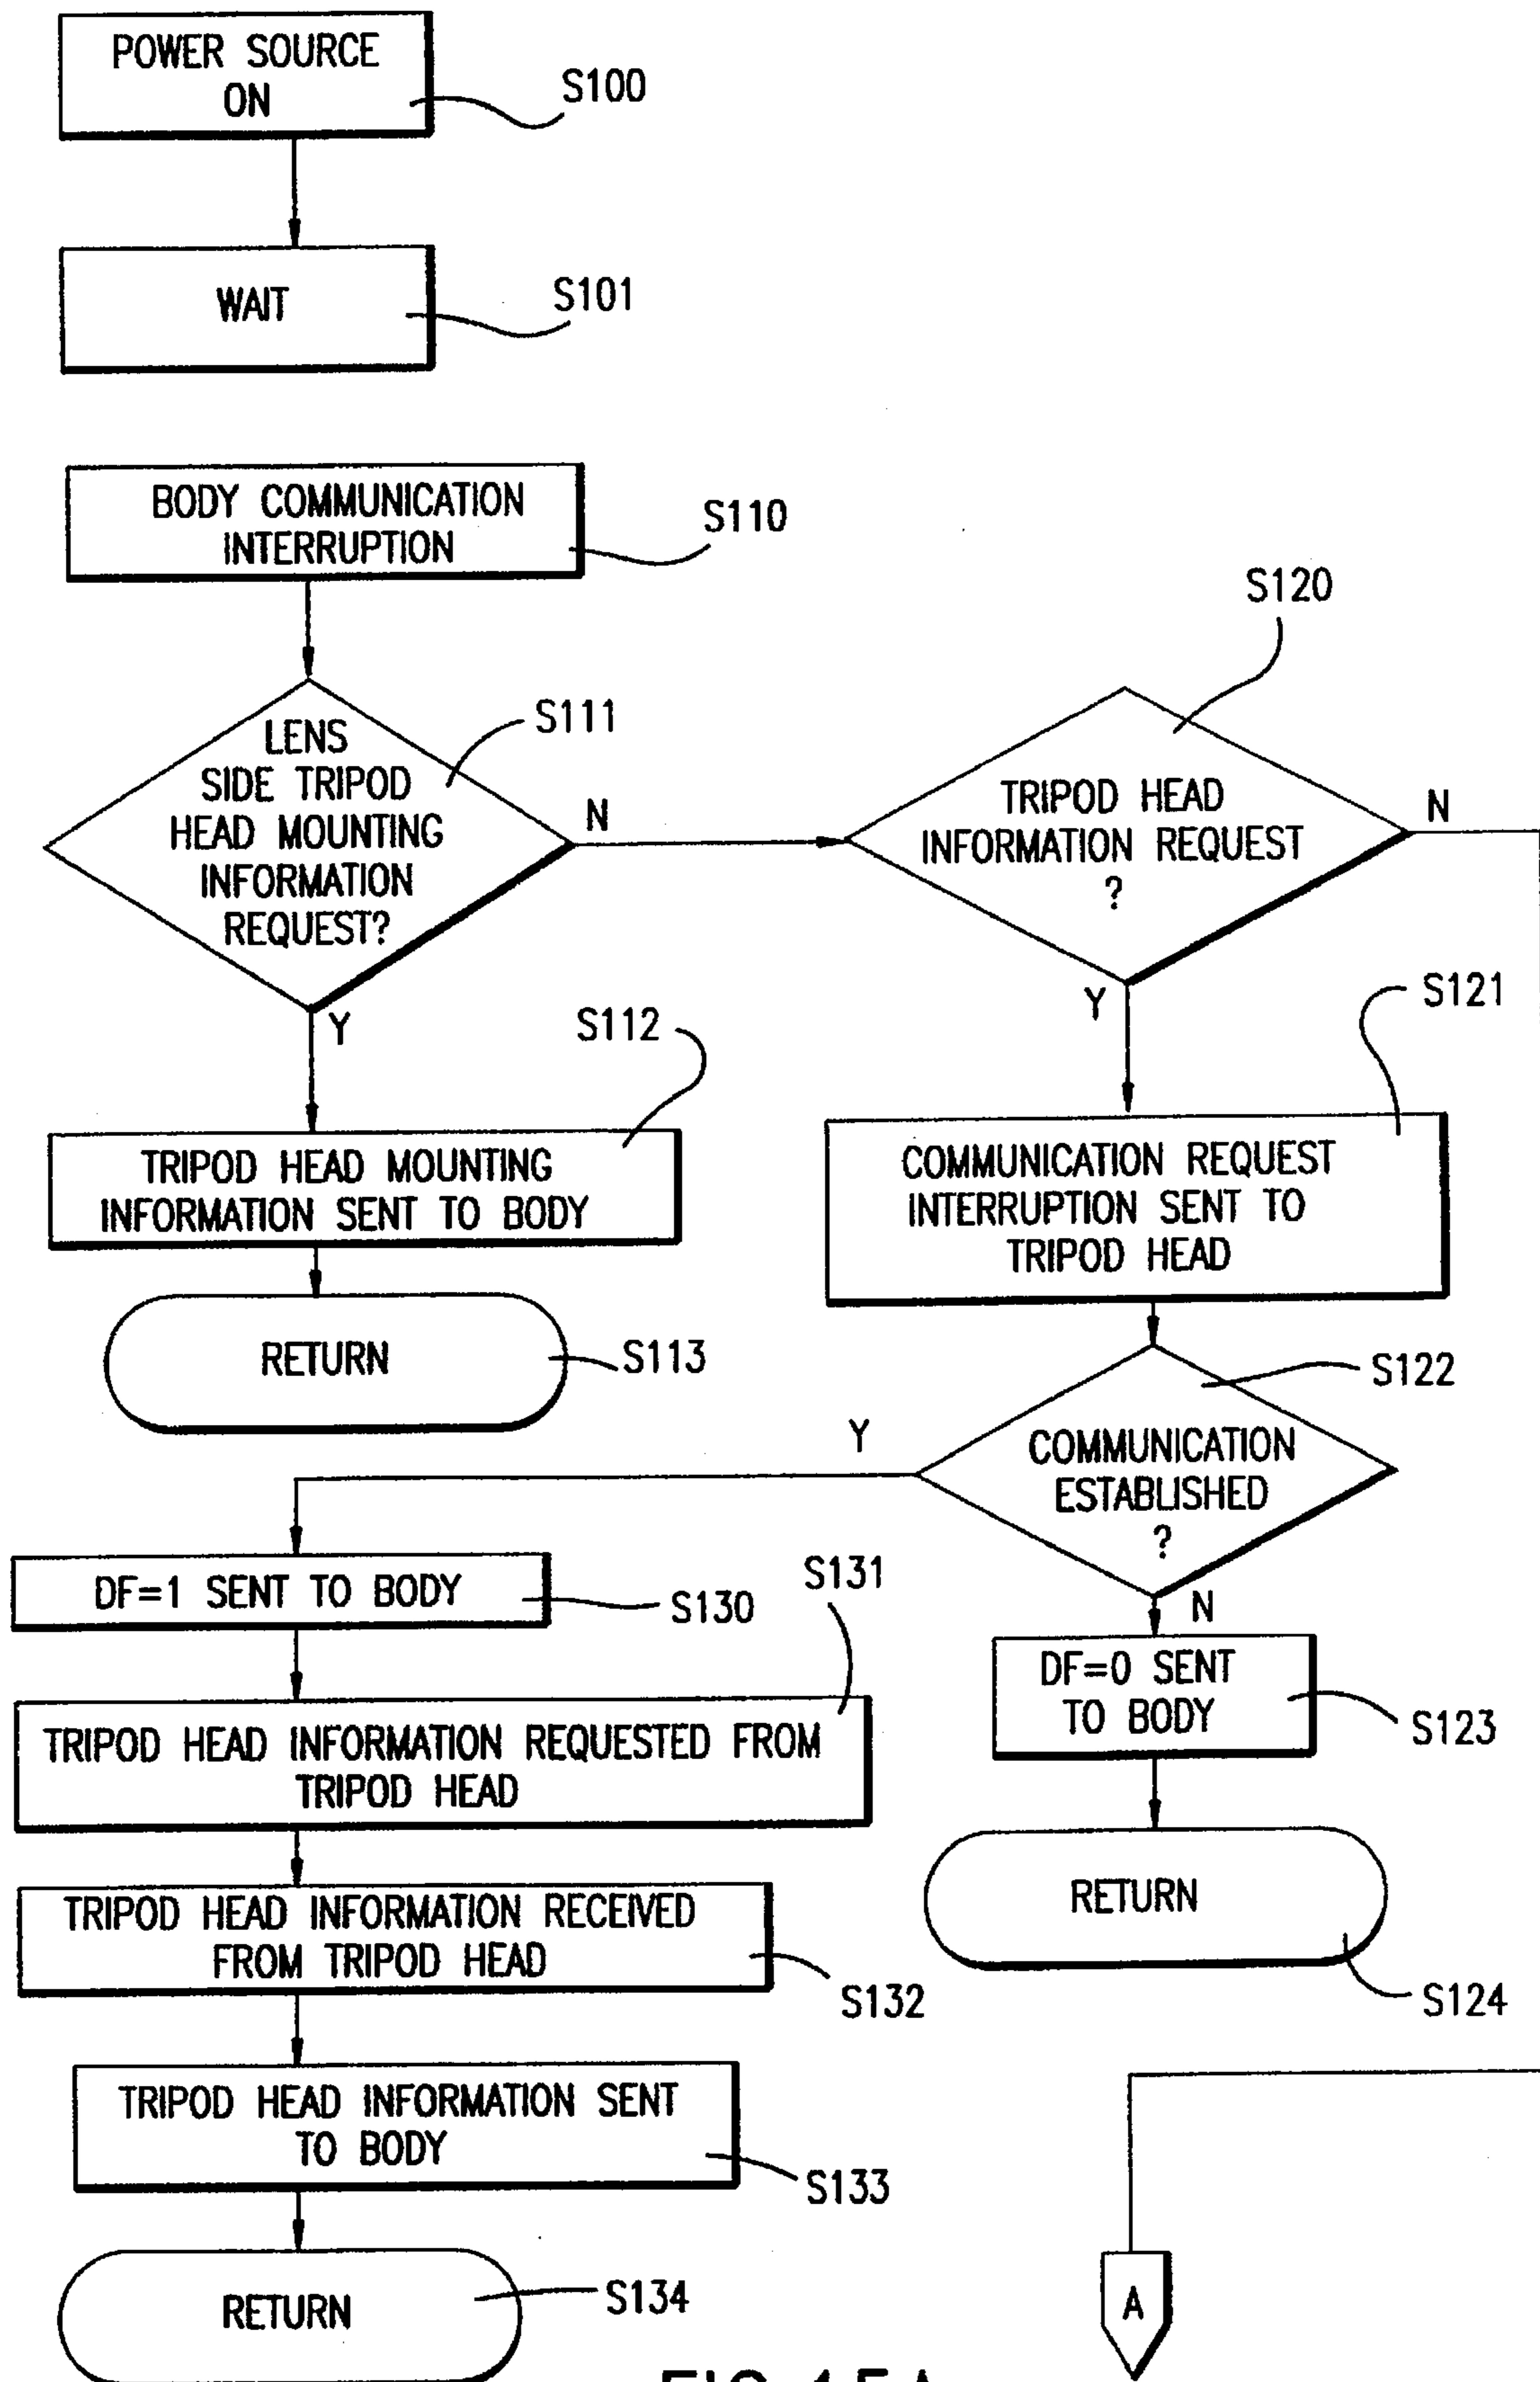 POWER SOURCE
ON
S100
WAIT
S101
BODY COMMUNICATION
INTERRUPTION
S110
LENS
SIDE TRIPOD
HEAD MOUNTING
INFORMATION
REQUEST?
S111
N
Y
S120
TRIPOD HEAD
INFORMATION REQUEST
?
N
Y
S112
TRIPOD HEAD MOUNTING
INFORMATION SENT TO BODY
S121
COMMUNICATION REQUEST
INTERRUPTION SENT TO
TRIPOD HEAD
RETURN
S113
S122
COMMUNICATION
ESTABLISHED
?
Y
N
DF=1 SENT TO BODY
S130
S131
TRIPOD HEAD INFORMATION REQUESTED FROM
TRIPOD HEAD
DF=0 SENT
TO BODY
S123
TRIPOD HEAD INFORMATION RECEIVED
FROM TRIPOD HEAD
S132
RETURN
S124
TRIPOD HEAD INFORMATION SENT
TO BODY
S133
RETURN
S134
A
FIG.15A